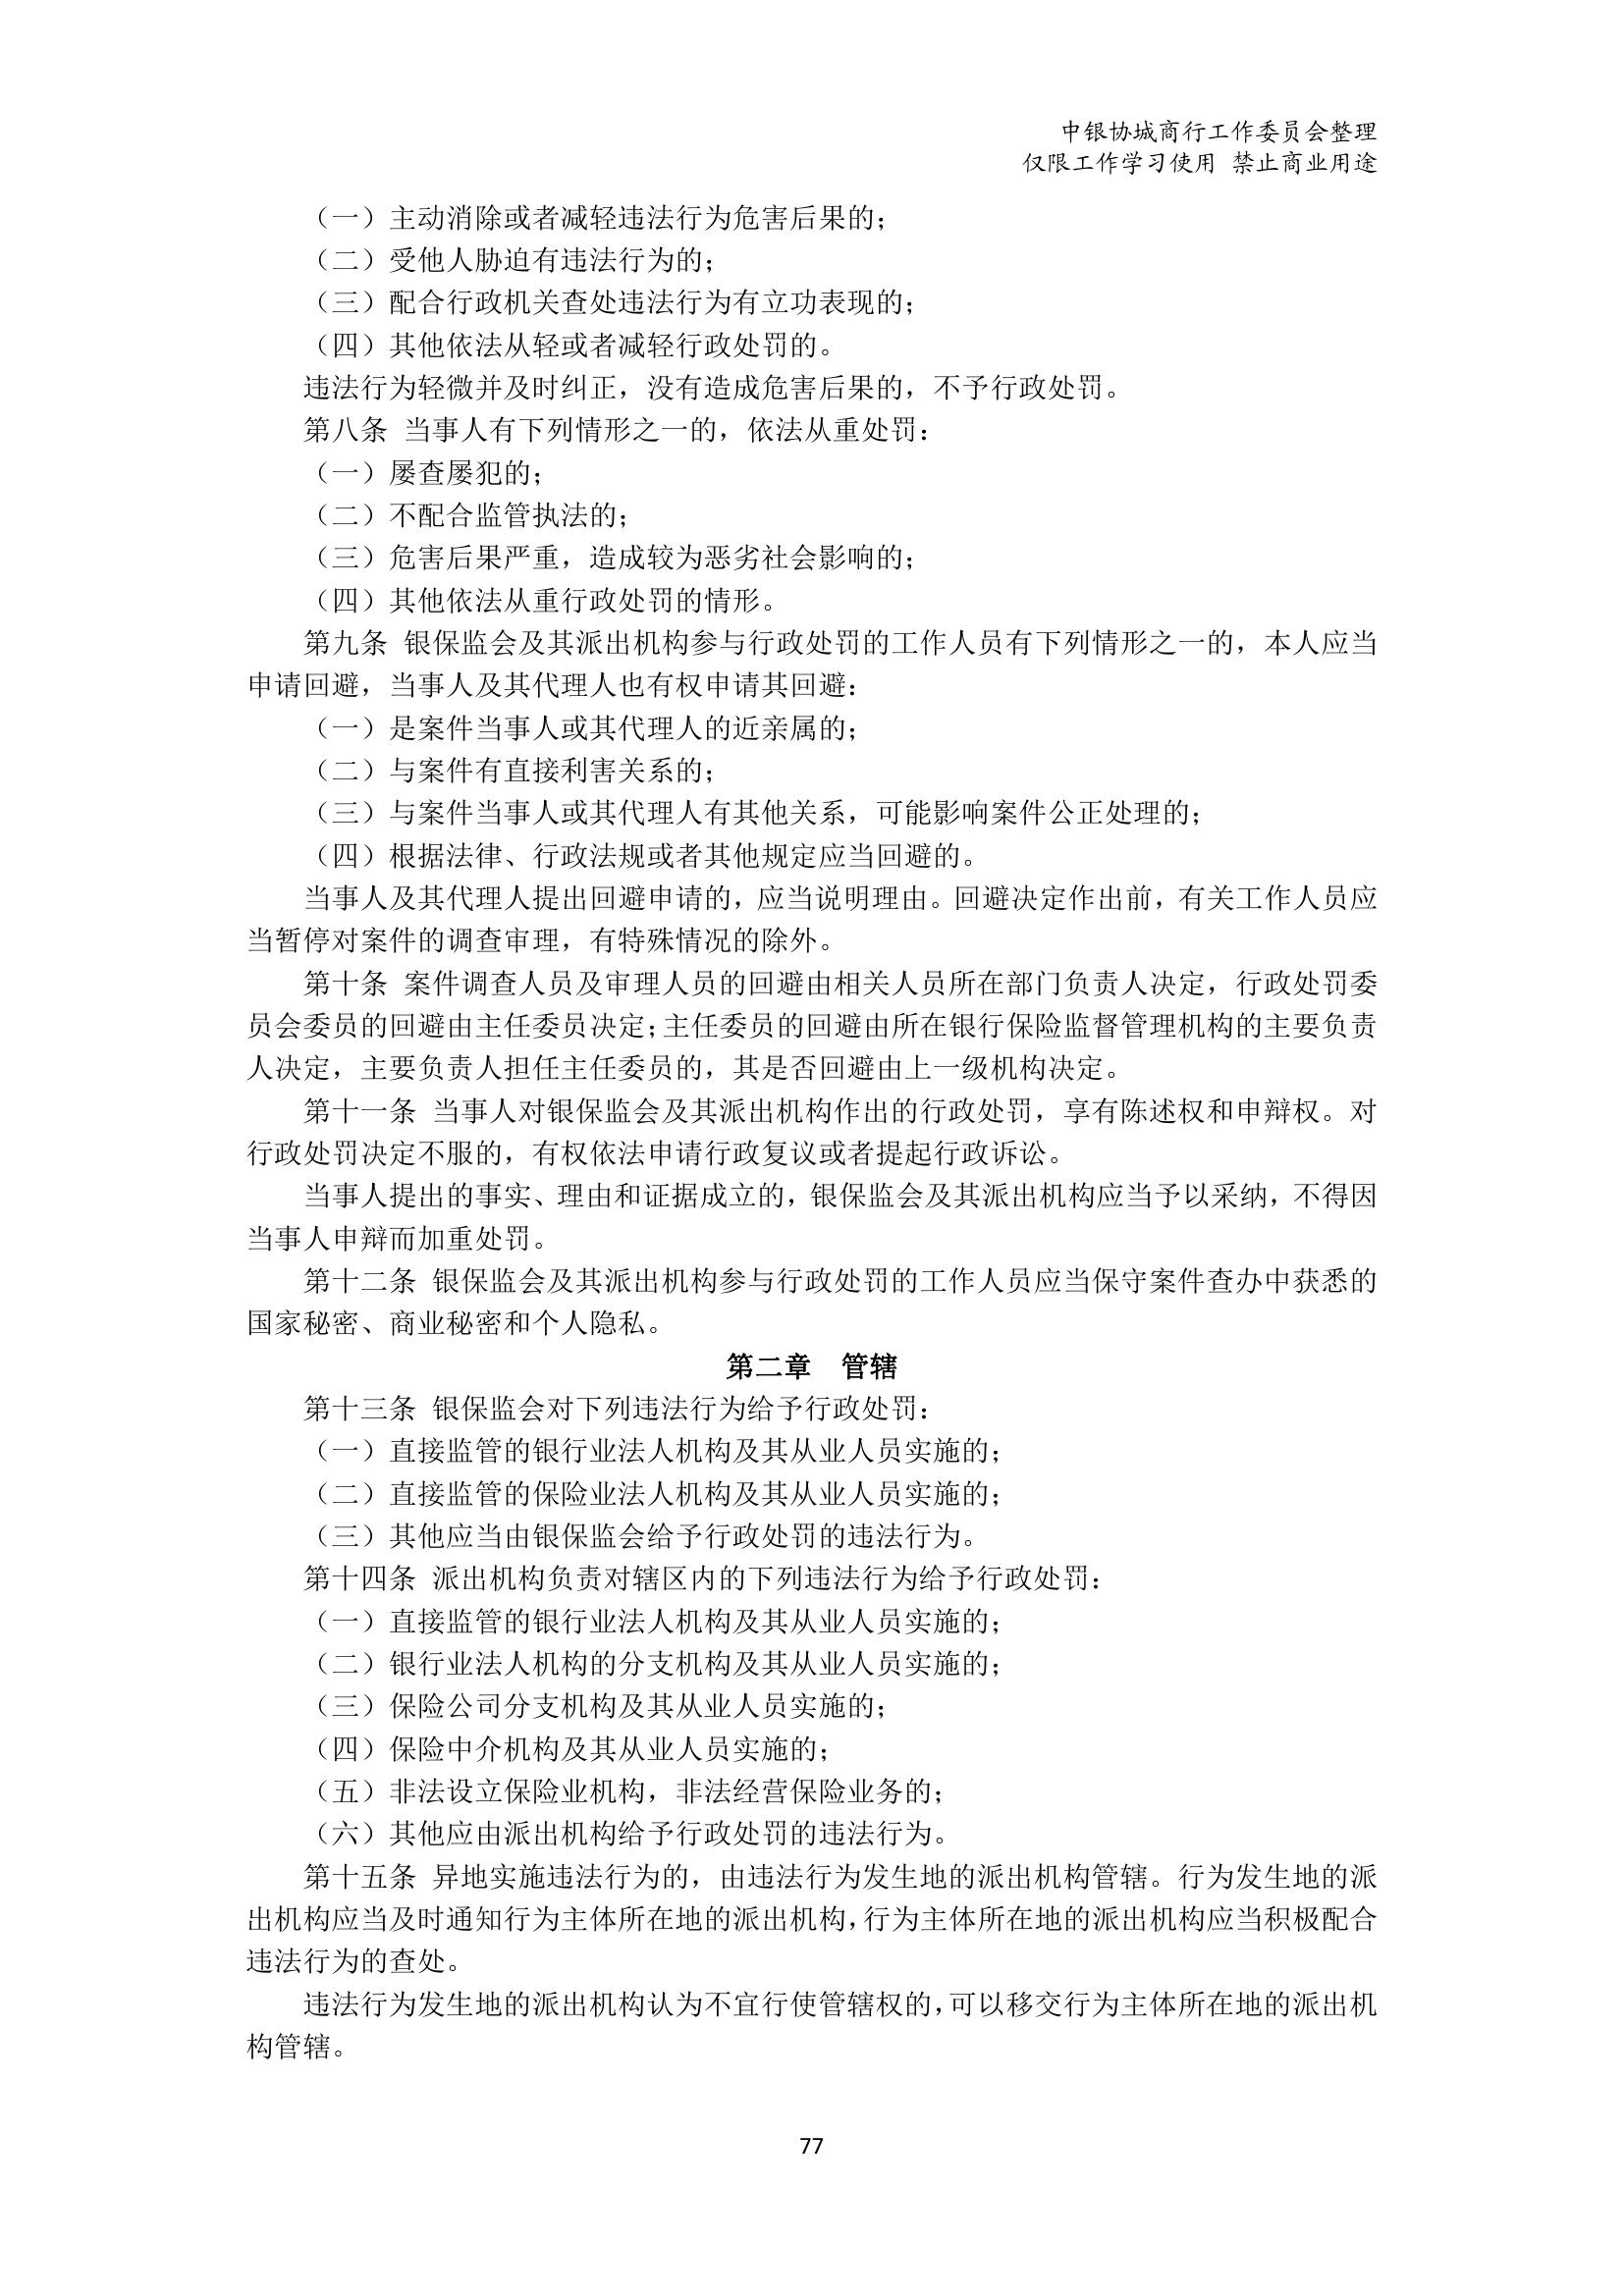 中银协城商行工作委员会整理
仅限工作学习使用 禁止商业用途
（一）主动消除或者减轻违法行为危害后果的；
（二）受他人胁迫有违法行为的；
（三）配合行政机关查处违法行为有立功表现的；
（四）其他依法从轻或者减轻行政处罚的。
违法行为轻微并及时纠正，没有造成危害后果的，不予行政处罚。
第八条 当事人有下列情形之一的，依法从重处罚：
（一）屡查屡犯的；
（二）不配合监管执法的；
（三）危害后果严重，造成较为恶劣社会影响的；
（四）其他依法从重行政处罚的情形。
第九条 银保监会及其派出机构参与行政处罚的工作人员有下列情形之一的，本人应当
申请回避，当事人及其代理人也有权申请其回避：
（一）是案件当事人或其代理人的近亲属的；
（二）与案件有直接利害关系的；
（三）与案件当事人或其代理人有其他关系，可能影响案件公正处理的；
（四）根据法律、行政法规或者其他规定应当回避的。
当事人及其代理人提出回避申请的，应当说明理由。回避决定作出前，有关工作人员应
当暂停对案件的调查审理，有特殊情况的除外。
第十条 案件调查人员及审理人员的回避由相关人员所在部门负责人决定，行政处罚委
员会委员的回避由主任委员决定；主任委员的回避由所在银行保险监督管理机构的主要负责
人决定，主要负责人担任主任委员的，其是否回避由上一级机构决定。
第十一条 当事人对银保监会及其派出机构作出的行政处罚，享有陈述权和申辩权。对
行政处罚决定不服的，有权依法申请行政复议或者提起行政诉讼。
当事人提出的事实、理由和证据成立的，银保监会及其派出机构应当予以采纳，不得因
当事人申辩而加重处罚。
第十二条 银保监会及其派出机构参与行政处罚的工作人员应当保守案件查办中获悉的
国家秘密、商业秘密和个人隐私。
第二章 管辖
第十三条 银保监会对下列违法行为给予行政处罚：
（一）直接监管的银行业法人机构及其从业人员实施的；
（二）直接监管的保险业法人机构及其从业人员实施的；
（三）其他应当由银保监会给予行政处罚的违法行为。
第十四条 派出机构负责对辖区内的下列违法行为给予行政处罚：
（一）直接监管的银行业法人机构及其从业人员实施的；
（二）银行业法人机构的分支机构及其从业人员实施的；
（三）保险公司分支机构及其从业人员实施的；
（四）保险中介机构及其从业人员实施的；
（五）非法设立保险业机构，非法经营保险业务的；
（六）其他应由派出机构给予行政处罚的违法行为。
第十五条 异地实施违法行为的，由违法行为发生地的派出机构管辖。行为发生地的派
出机构应当及时通知行为主体所在地的派出机构，行为主体所在地的派出机构应当积极配合
违法行为的查处。
违法行为发生地的派出机构认为不宜行使管辖权的，可以移交行为主体所在地的派出机
构管辖。
77